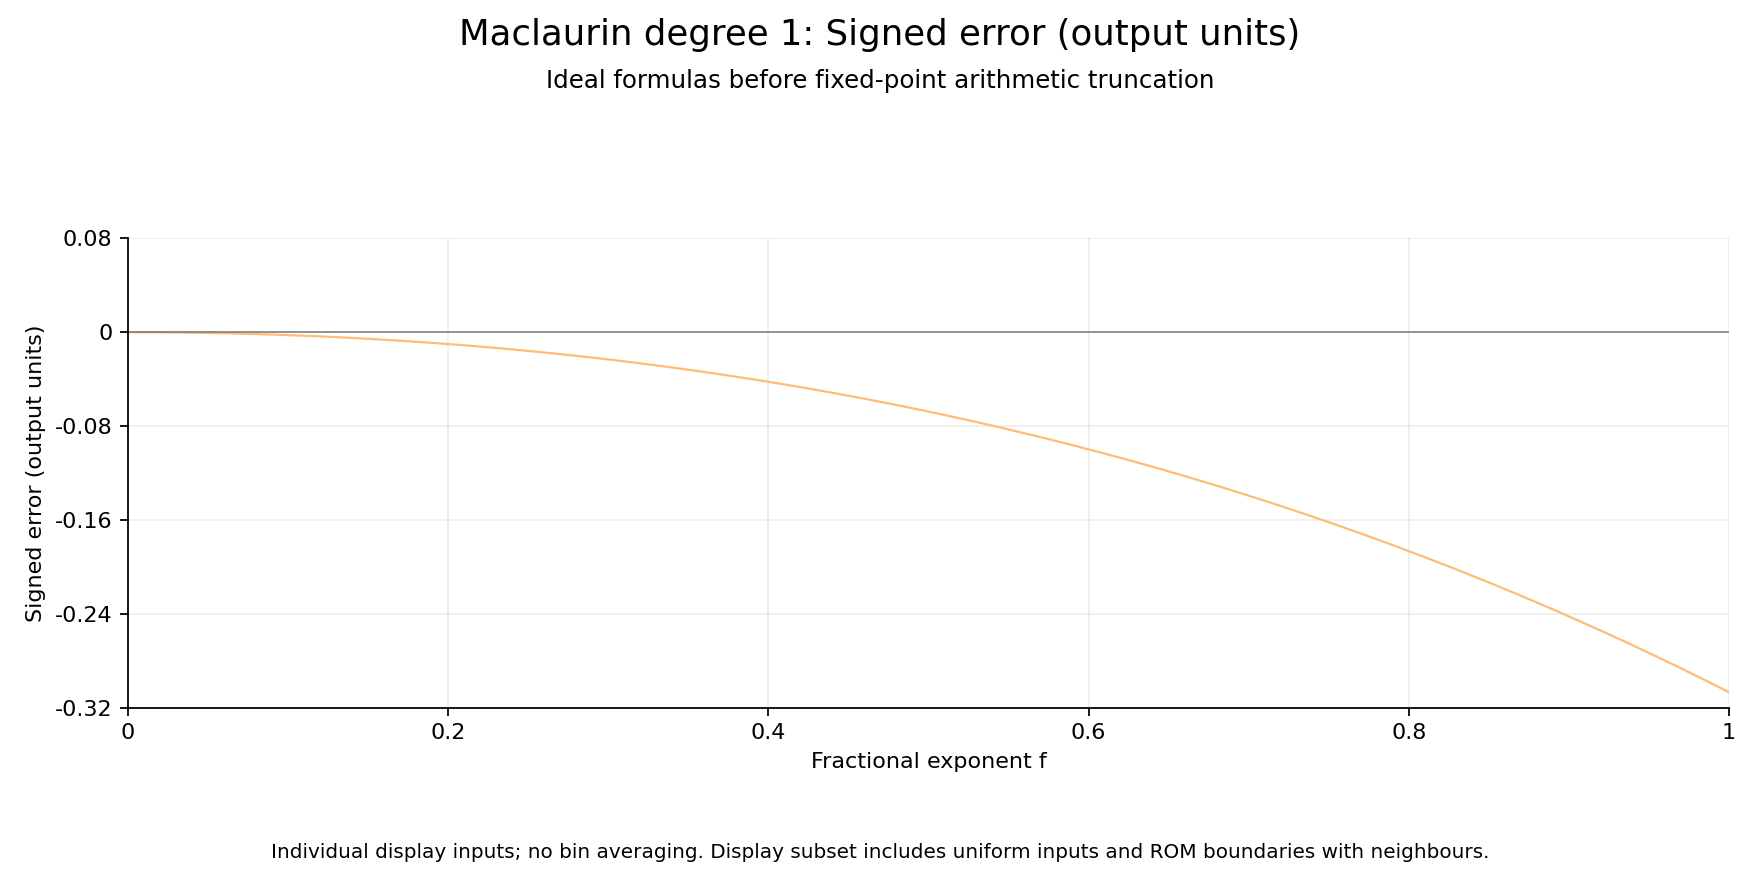 Maclaurin degree 1: Signed error (output units)
Ideal formulas before fixed-point arithmetic truncation
Signed error (output units)
0.08
0
-0.08
-0.16
-0.24
-0.32
0
0.2
0.4
0.6
0.8
1
Fractional exponent f
Individual display inputs; no bin averaging. Display subset includes uniform inputs and ROM boundaries with neighbours.